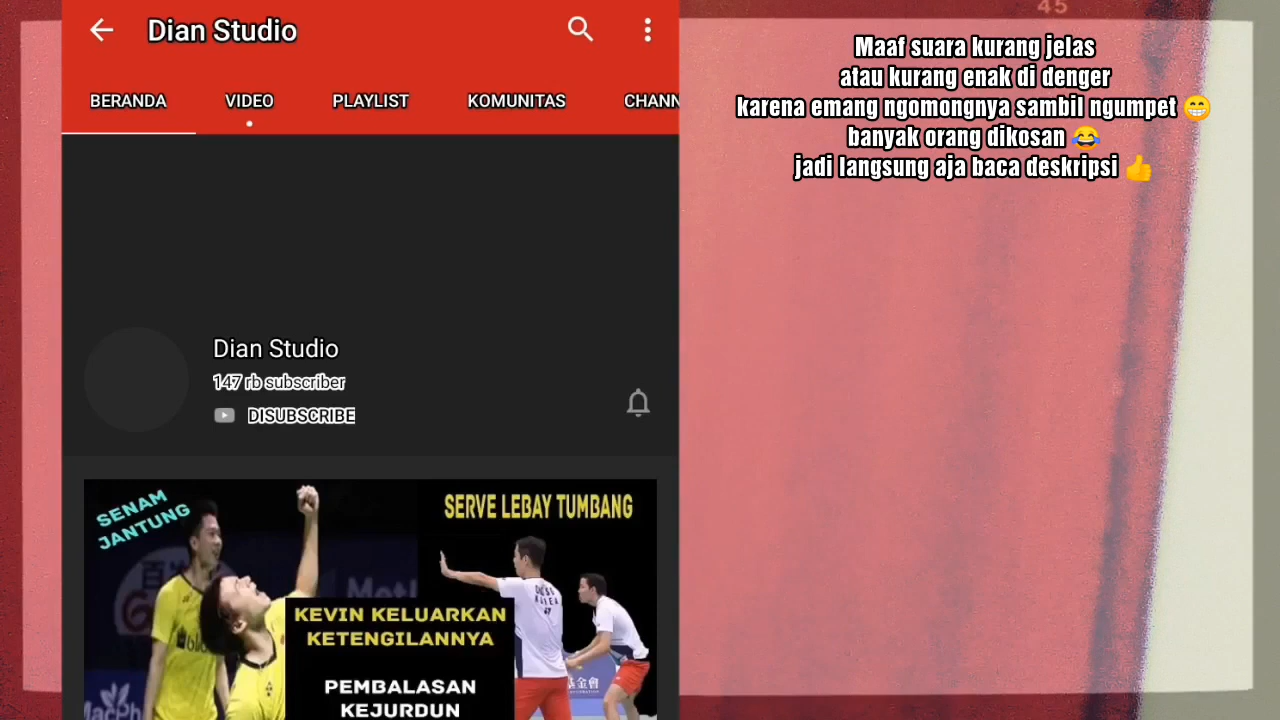 45
Dian Studio
BERANDA VIDEO PLAYLIST KOMUNITAS CHANN
Maaf suara kurang jelas
atau kurang enak di denger
karena emang ngomongnya sambil ngumpet 😁
banyak orang dikosan 😂
jadi langsung aja baca deskripsi 👍
Dian Studio
147 rb subscriber
DISUBSCRIBE
SENAM
JANTUNG
SERVE LEBAY TUMBANG
KEVIN KELUARKAN
KETENGILANNYA
PEMBALASAN
KEJURDUN